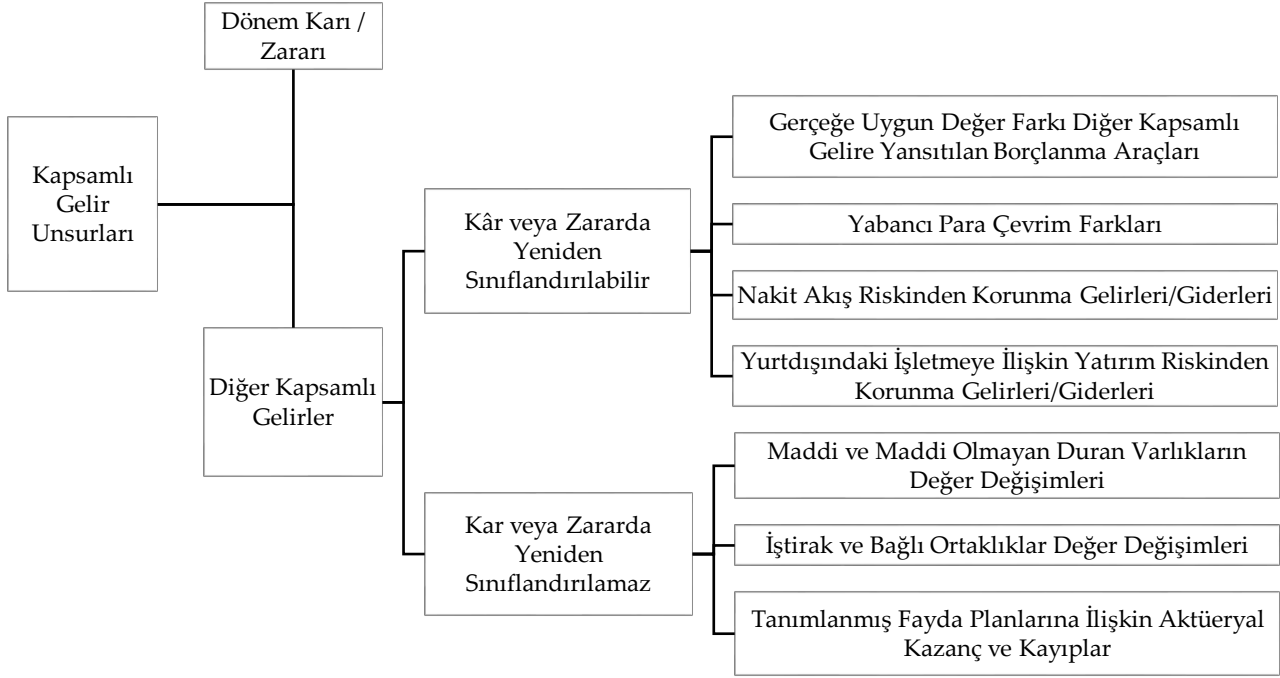 Dönem Karı /
Zararı
Kapsamlı
Gelir
Unsurları
Diğer Kapsamlı
Gelirler
Kâr veya Zararda
Yeniden
Sınıflandırılabilir
Gerçeğe Uygun Değer Farkı Diğer Kapsamlı
Gelire Yansıtılan Borçlanma Araçları
Yabancı Para Çevrim Farkları
Nakit Akış Riskinden Korunma Gelirleri/Giderleri
Yurtdışındaki İşletmeye İlişkin Yatırım Riskinden
Korunma Gelirleri/Giderleri
Kar veya Zararda
Yeniden
Sınıflandırılamaz
Maddi ve Maddi Olmayan Duran Varlıkların
Değer Değişimleri
İştirak ve Bağlı Ortaklıklar Değer Değişimleri
Tanımlanmış Fayda Planlarına İlişkin Aktüeryal
Kazanç ve Kayıplar